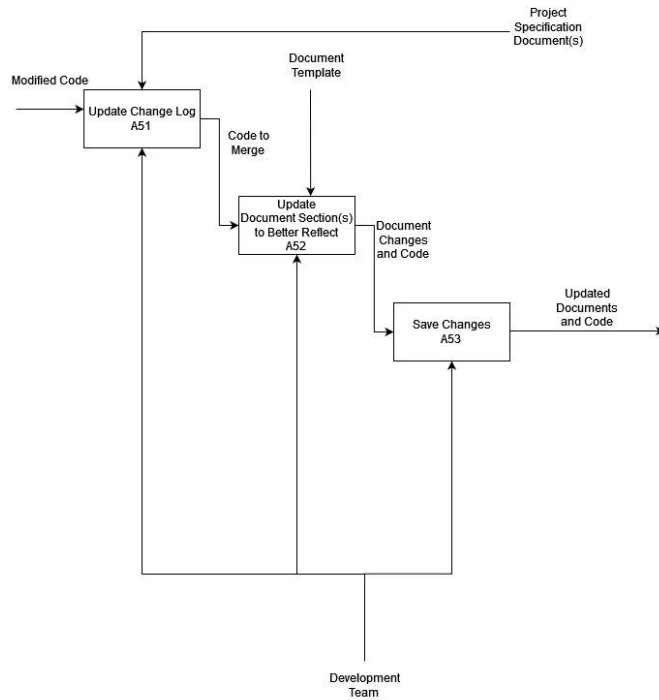 Project
Specification
Document(s)
Document
Template
Modified Code
Update Change Log
A51
Code to
Merge
Update
Document Section(s)
to Better Reflect
A52
Document
Changes
and Code
Updated
Documents
and Code
Save Changes
A53
Development
Team